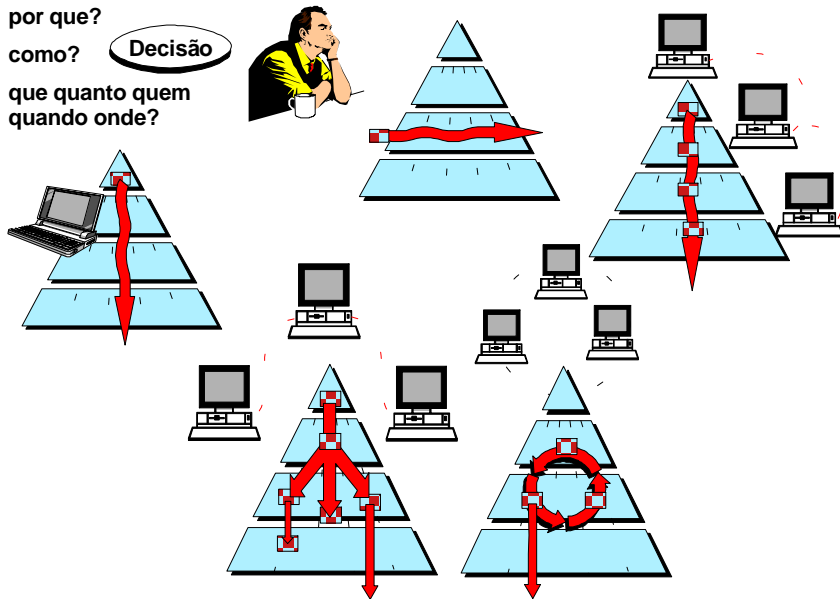 por que?
como?
Decisão
que quanto quem
quando onde?